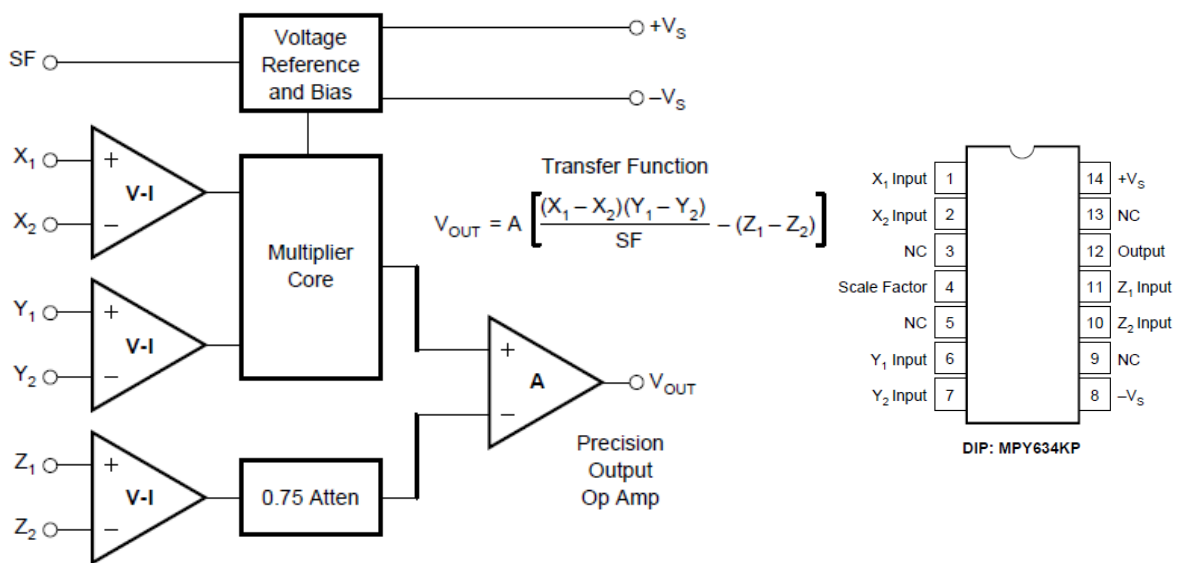 SF
Voltage
Reference
and Bias
+VS
–VS
X1
+
V-I
X2
–
Multiplier
Core
Transfer Function
VOUT = A [ (X1 – X2)(Y1 – Y2) / SF – (Z1 – Z2) ]
Y1
+
V-I
Y2
–
+
A
–
VOUT
Precision
Output
Op Amp
Z1
+
V-I
Z2
–
0.75 Atten
X1 Input 1 14 +VS
X2 Input 2 13 NC
NC 3 12 Output
Scale Factor 4 11 Z1 Input
NC 5 10 Z2 Input
Y1 Input 6 9 NC
Y2 Input 7 8 –VS
DIP: MPY634KP